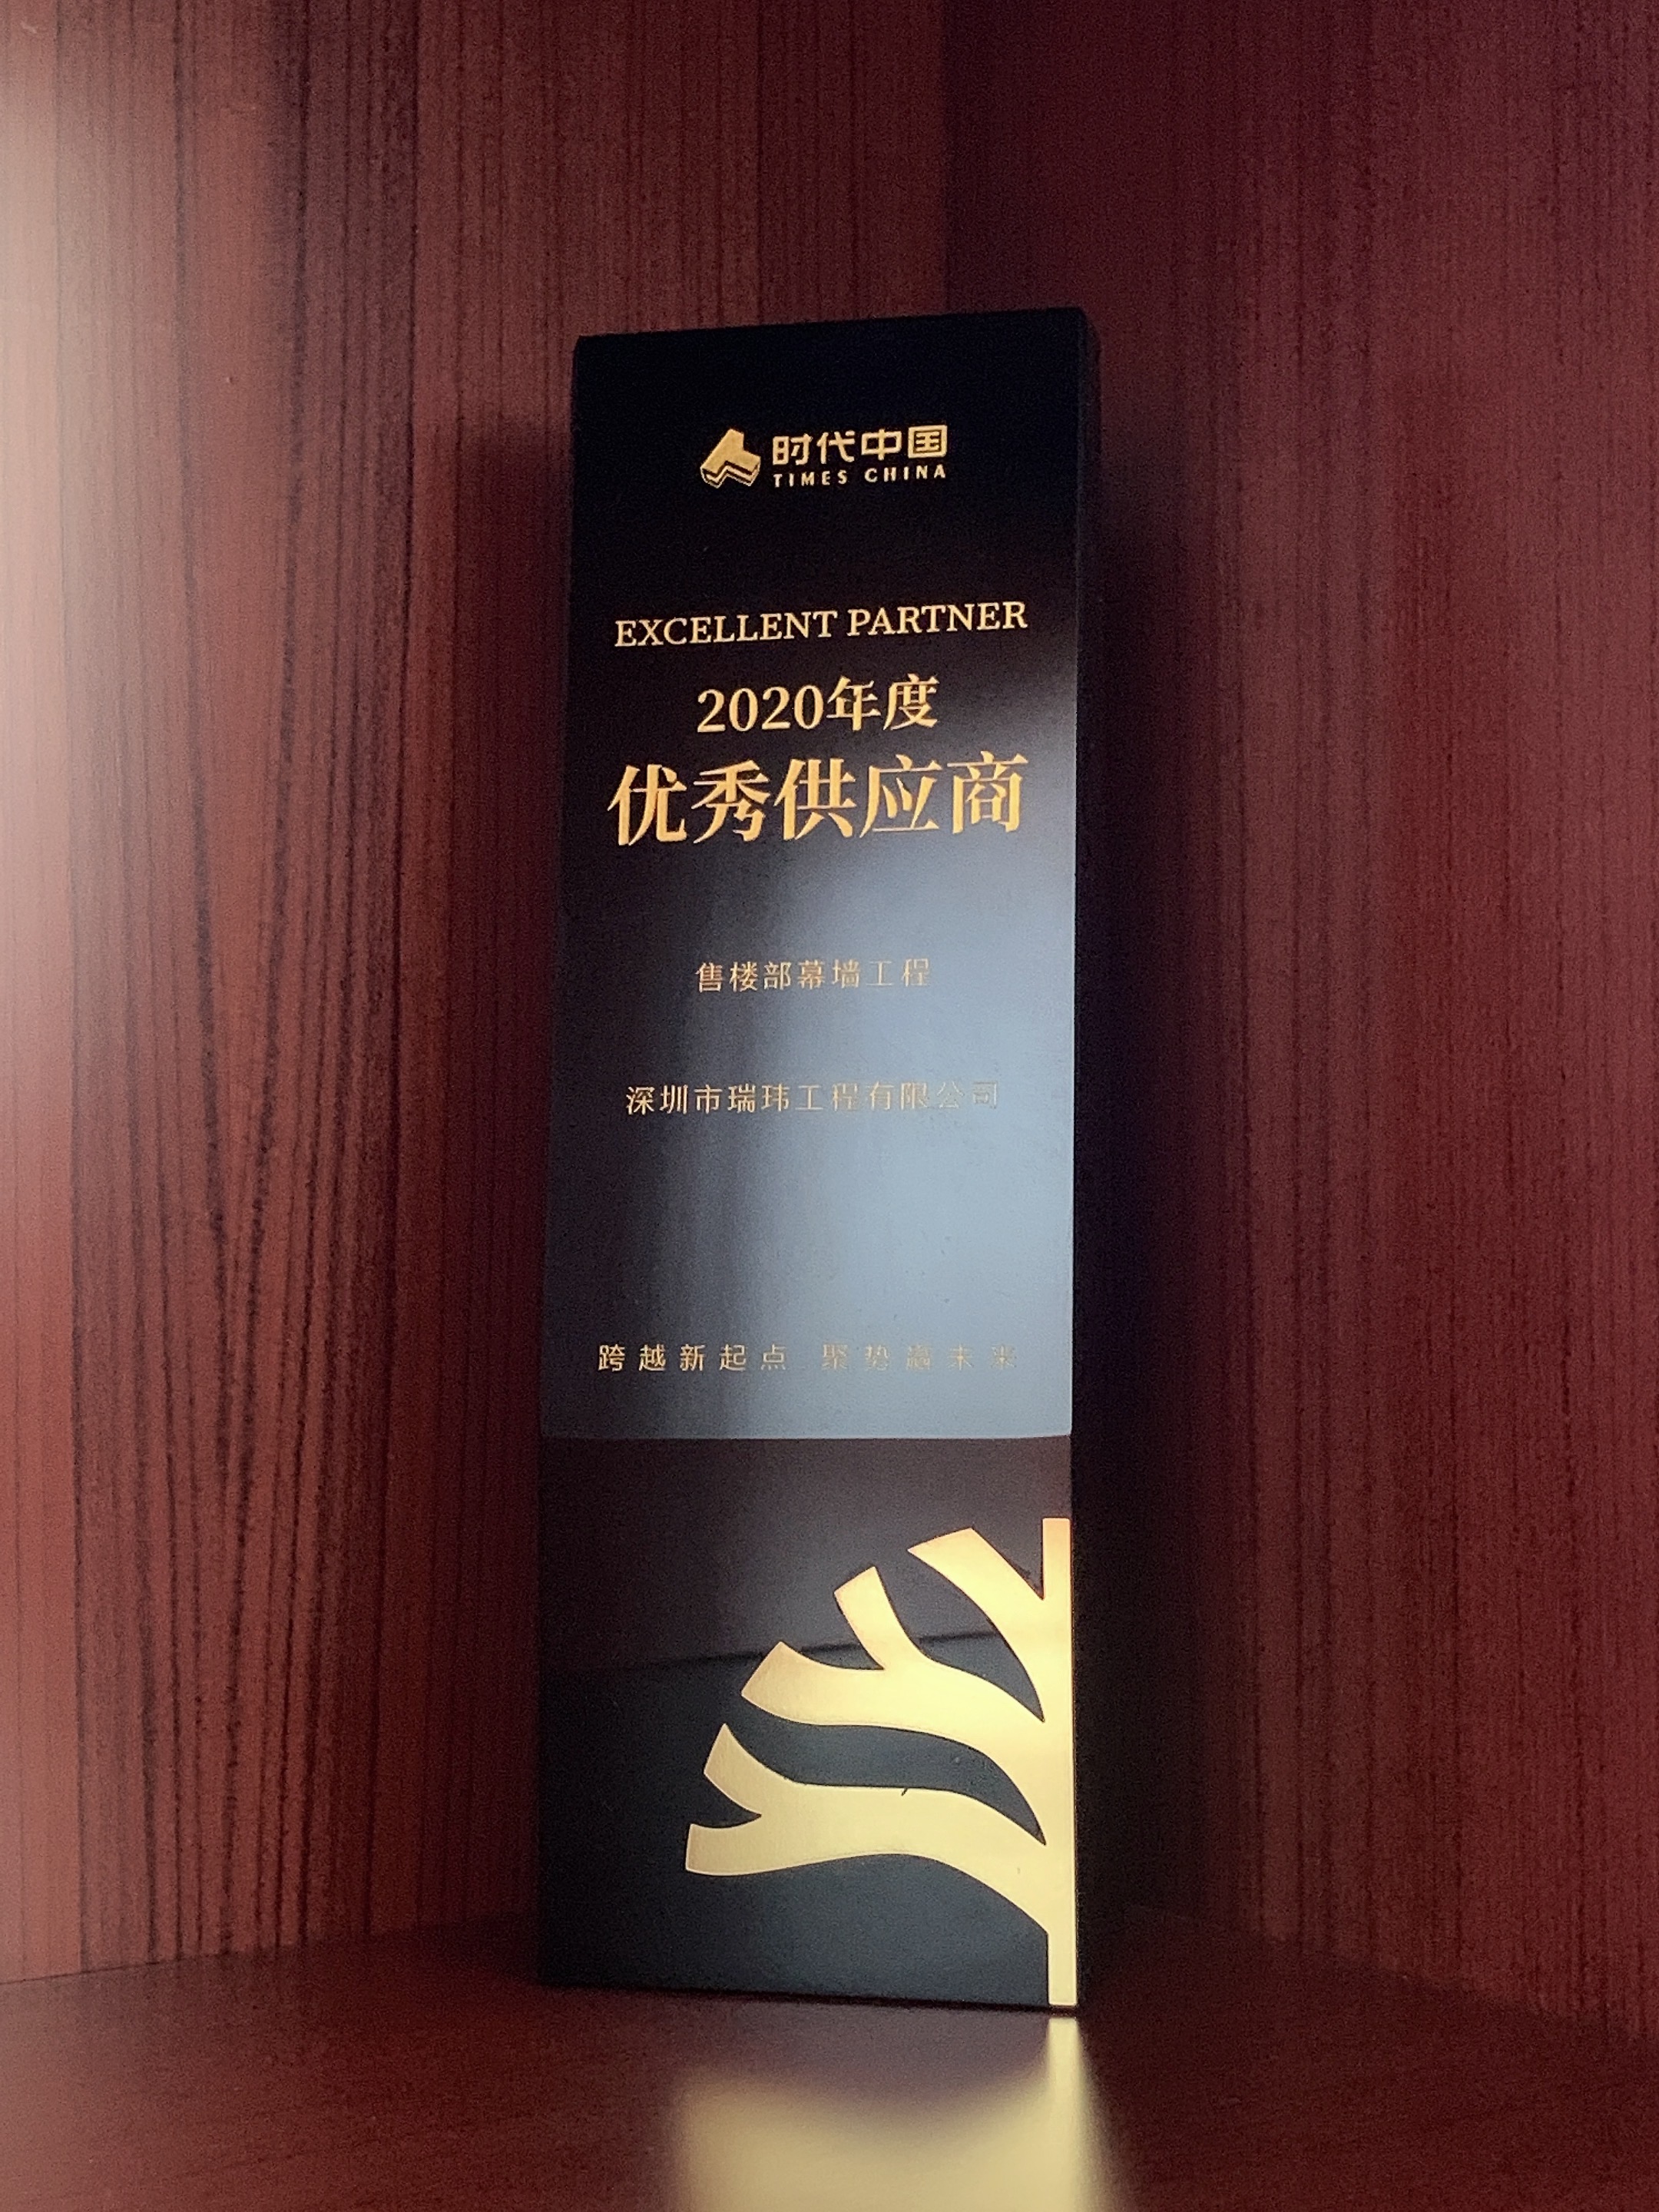 时代中国
TIMES CHINA
EXCELLENT PARTNER
2020年度
优秀供应商
售楼部幕墙工程
深圳市瑞玮工程有限公司
跨越新起点 聚势赢未来